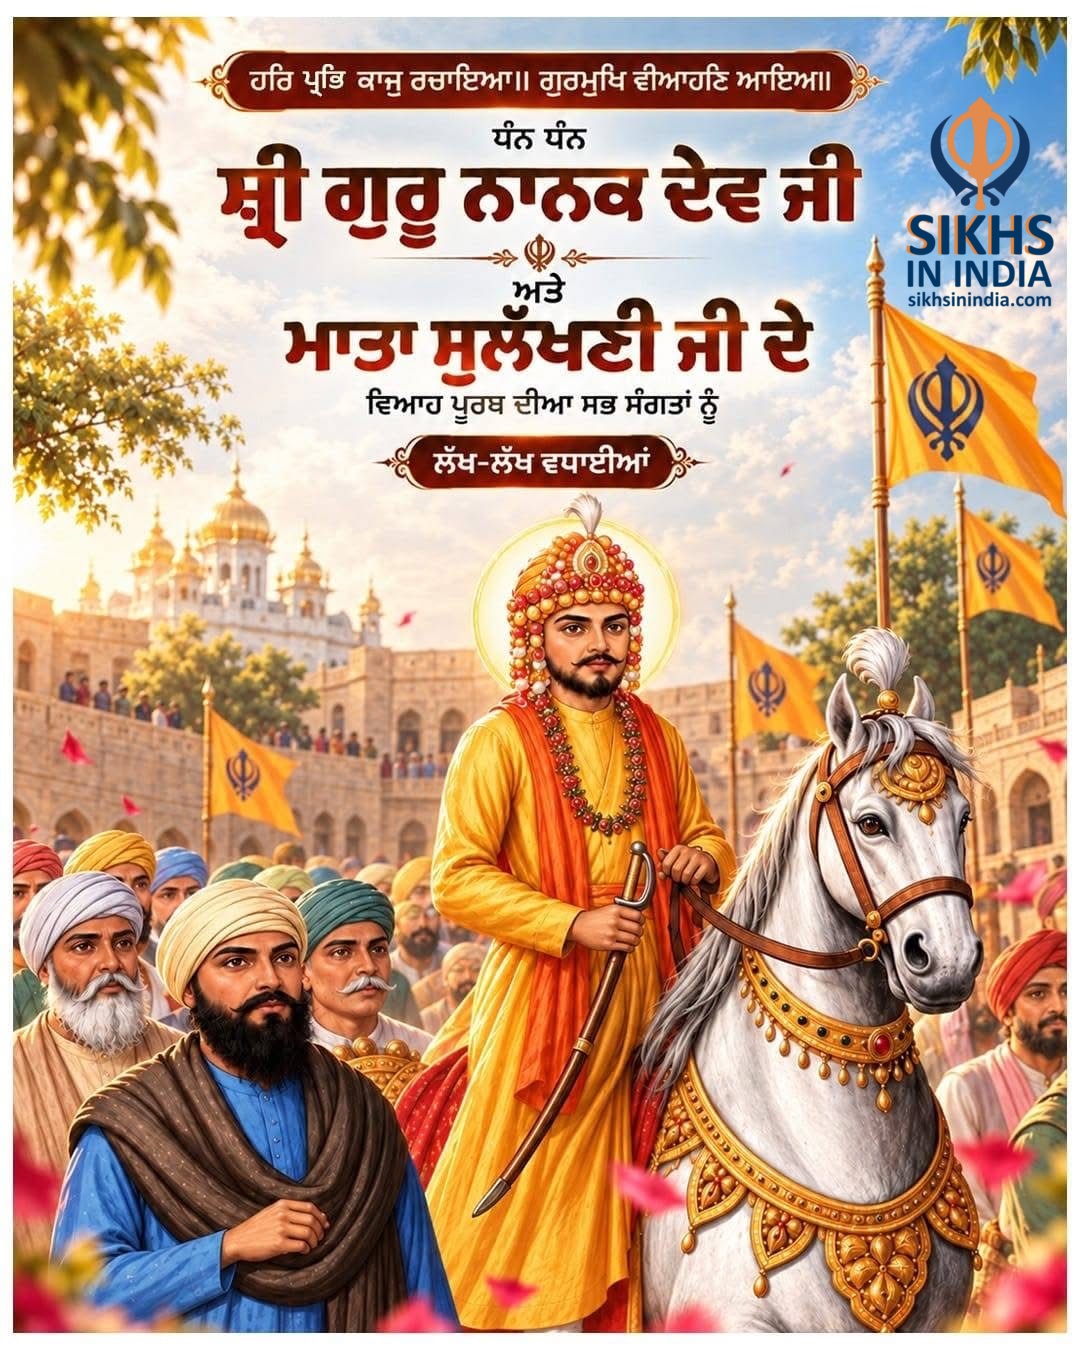 ਹਰਿ ਪ੍ਰਭਿ ਕਾਜੁ ਰਚਾਇਆ॥ ਗੁਰਮੁਖਿ ਵੀਆਹਣਿ ਆਇਅ॥
ਧੰਨ ਧੰਨ
ਸ਼੍ਰੀ ਗੁਰੂ ਨਾਨਕ ਦੇਵ ਜੀ
ਅਤੇ
ਮਾਤਾ ਸੁਲੱਖਣੀ ਜੀ ਦੇ
ਵਿਆਹ ਪੂਰਬ ਦੀਆ ਸਭ ਸੰਗਤਾਂ ਨੂੰ
ਲੱਖ-ਲੱਖ ਵਧਾਈਆਂ
SIKHS
IN INDIA
sikhsinindia.com